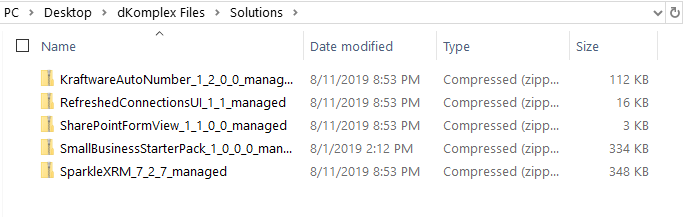 PC > Desktop > dKomplex Files > Solutions >
Name Date modified Type Size
KraftwareAutoNumber_1_2_0_0_manag... 8/11/2019 8:53 PM Compressed (zipp... 112 KB
RefreshedConnectionsUI_1_1_managed 8/11/2019 8:53 PM Compressed (zipp... 16 KB
SharePointFormView_1_1_0_0_managed 8/11/2019 8:53 PM Compressed (zipp... 3 KB
SmallBusinessStarterPack_1_0_0_0_man... 8/1/2019 2:12 PM Compressed (zipp... 334 KB
SparkleXRM_7_2_7_managed 8/11/2019 8:53 PM Compressed (zipp... 348 KB